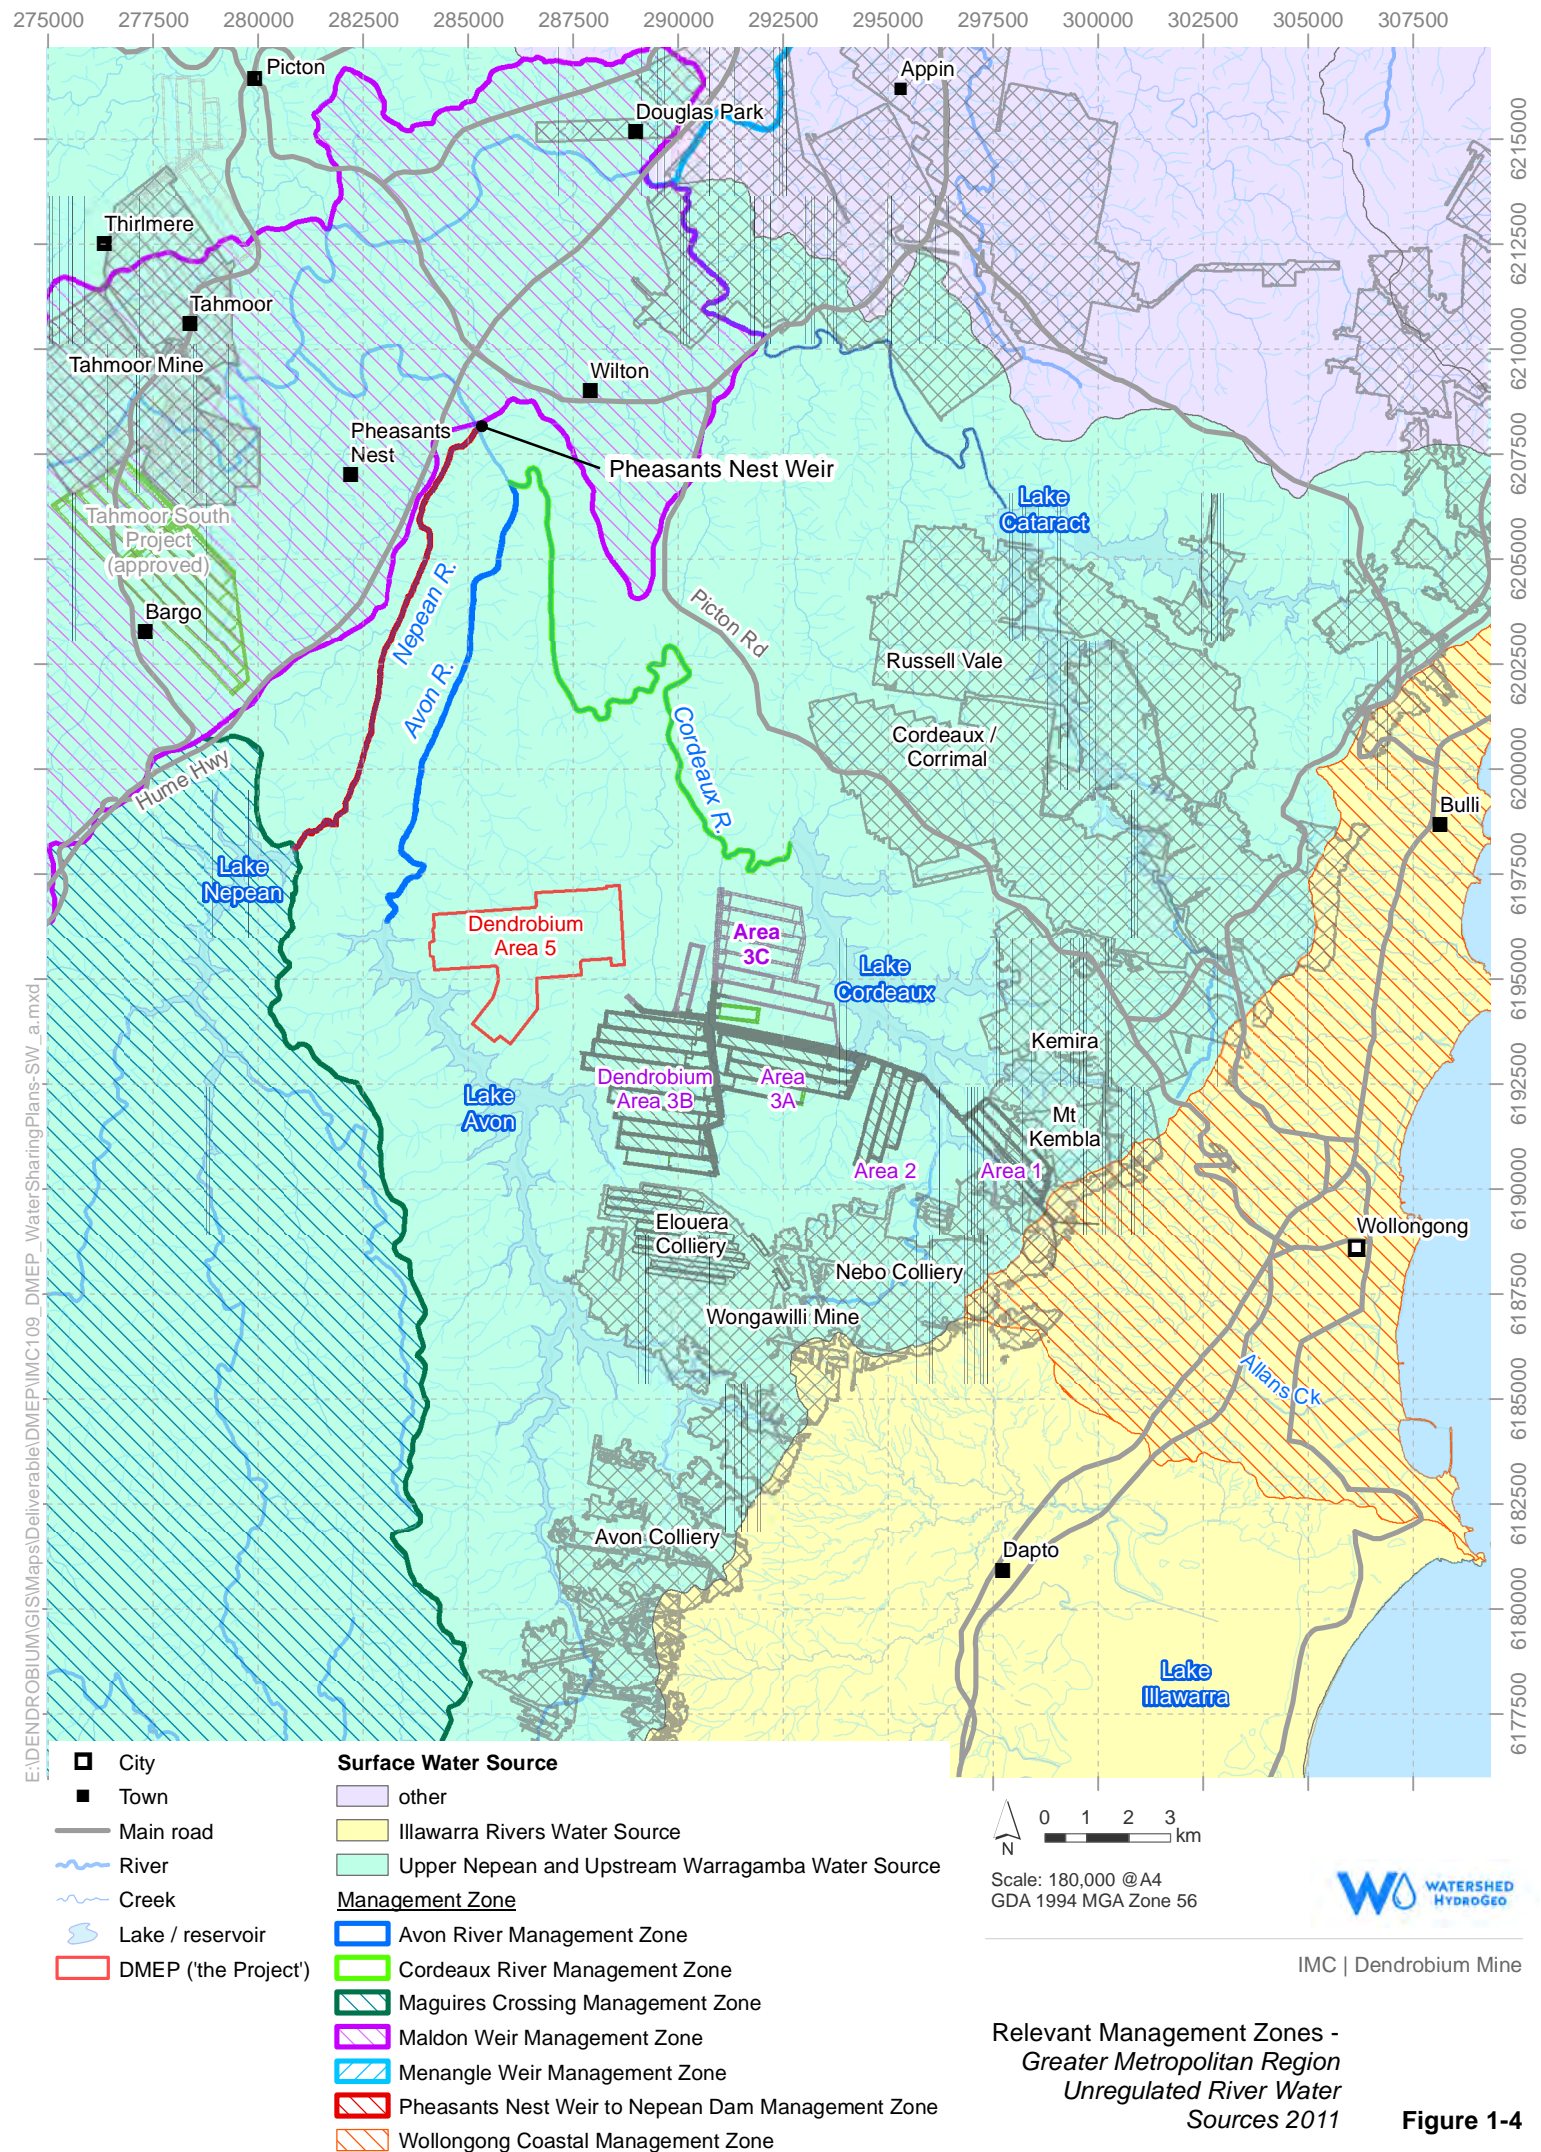 275000 277500 280000 282500 285000 287500 290000 292500 295000 297500 300000 302500 305000 307500
Picton
Appin
Douglas Park
6215000
Thirlmere
6212500
Tahmoor
6210000
Tahmoor Mine
Wilton
Pheasants
Nest
Pheasants Nest Weir
6207500
Lake
Cataract
Tahmoor South
Project
(approved)
6205000
Bargo
Nepean R.
Picton Rd
Russell Vale
6202500
Avon R.
Cordeaux R.
Cordeaux /
Corrimal
Hume Hwy
6200000
Bulli
Lake
Nepean
6197500
Dendrobium
Area 5
Area
3C
Lake
Cordeaux
6195000
Kemira
Dendrobium
Area 3B
Area
3A
Lake
Avon
6192500
Mt
Kembla
Area 2
Area 1
6190000
Elouera
Colliery
Wollongong
Nebo Colliery
6187500
Wongawilli Mine
Allans Ck
6185000
6182500
Avon Colliery
Dapto
6180000
Lake
Illawarra
6177500
E:\DENDROBIUM\GIS\Maps\Deliverable\DMEP\IMC109_DMEP_WaterSharingPlans-SW_a.mxd
City
Town
Main road
River
Creek
Lake / reservoir
DMEP ('the Project')
Surface Water Source
other
Illawarra Rivers Water Source
Upper Nepean and Upstream Warragamba Water Source
Management Zone
Avon River Management Zone
Cordeaux River Management Zone
Maguires Crossing Management Zone
Maldon Weir Management Zone
Menangle Weir Management Zone
Pheasants Nest Weir to Nepean Dam Management Zone
Wollongong Coastal Management Zone
N
0 1 2 3
km
Scale: 180,000 @A4
GDA 1994 MGA Zone 56
WATERSHED
HYDROGEO
IMC | Dendrobium Mine
Relevant Management Zones -
Greater Metropolitan Region
Unregulated River Water
Sources 2011
Figure 1-4